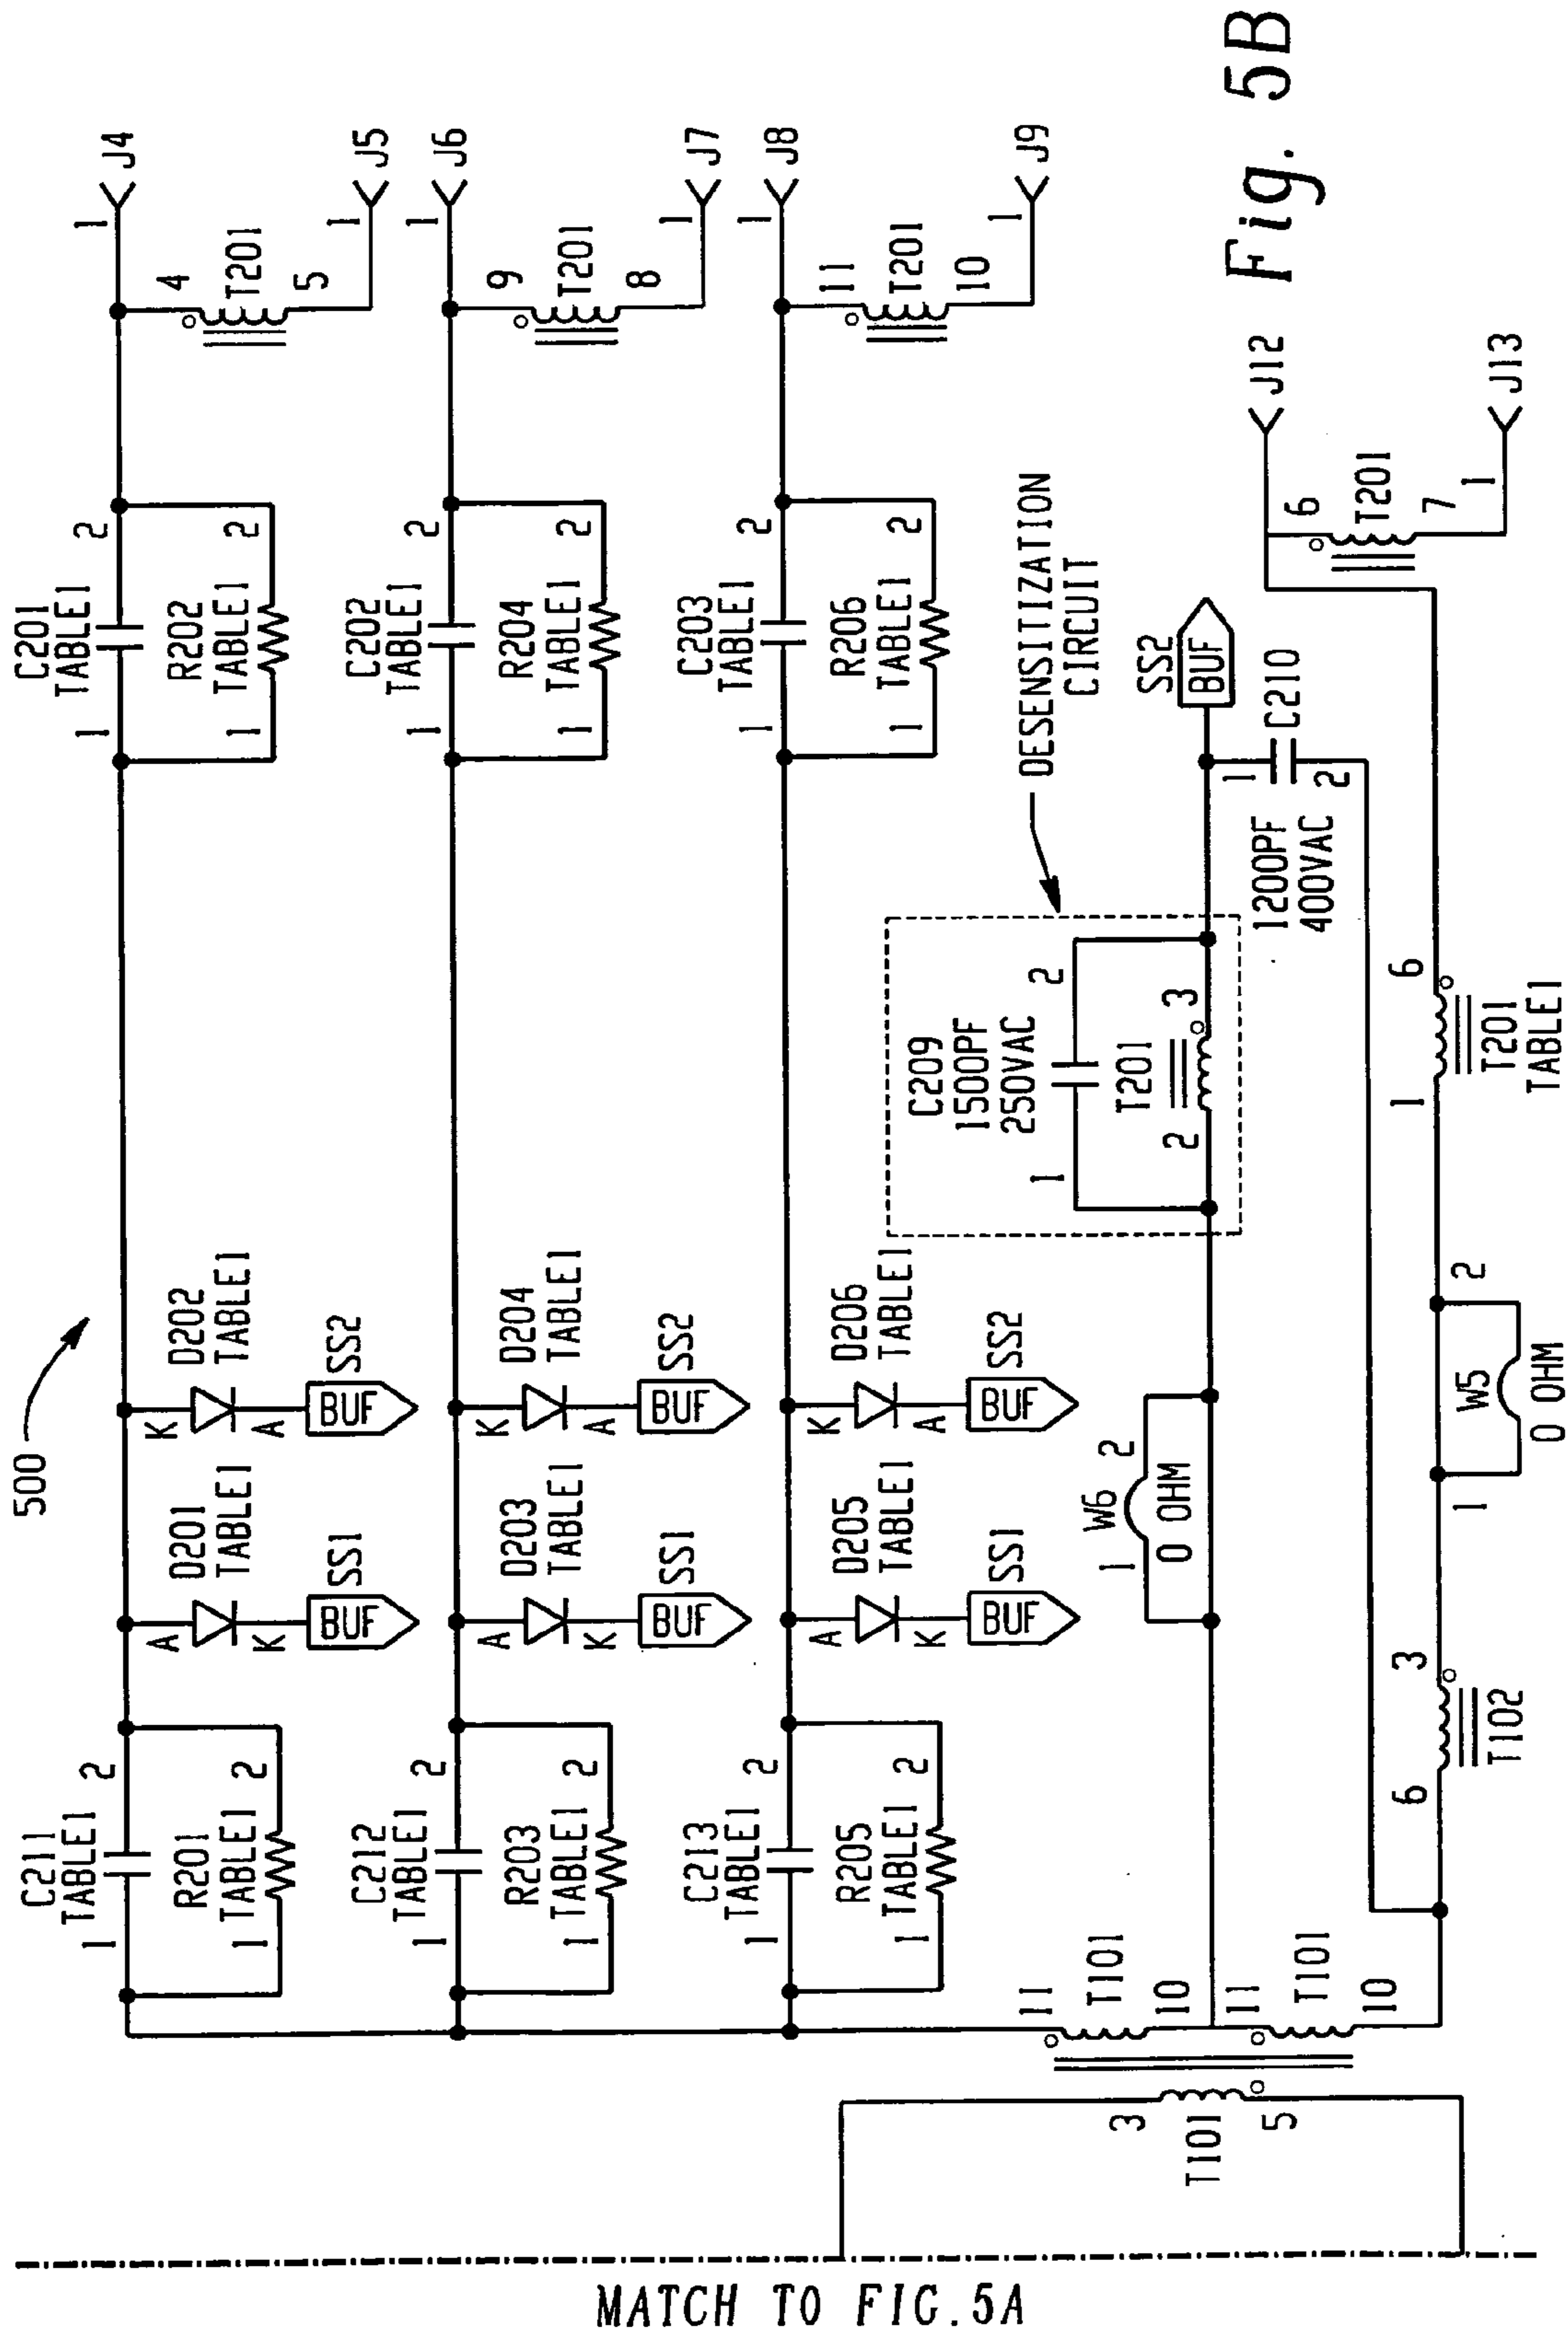 500
C211
TABLE1
1
2
R201
TABLE1
1
2
A
D201
TABLE1
K
BUF
SS1
K
D202
TABLE1
A
BUF
SS2
C201
TABLE1
1
2
R202
TABLE1
1
2
1
J4
4
T201
5
1
J5
C212
TABLE1
1
2
R203
TABLE1
1
2
A
D203
TABLE1
K
BUF
SS1
K
D204
TABLE1
A
BUF
SS2
C202
TABLE1
1
2
R204
TABLE1
1
2
1
J6
9
T201
8
1
J7
C213
TABLE1
1
2
R205
TABLE1
1
2
A
D205
TABLE1
K
BUF
SS1
K
D206
TABLE1
A
BUF
SS2
C203
TABLE1
1
2
R206
TABLE1
1
2
1
J8
11
T201
10
1
J9
DESENSITIZATION
CIRCUIT
C209
1500PF
250VAC
1
2
T201
2
3
W6
1
2
0 OHM
SS2
BUF
1
C210
2
1200PF
400VAC
11
T101
10
11
T101
10
3
T101
5
6
3
T102
1
W5
2
0 OHM
1
6
T201
TABLE1
J12
6
T201
7
1
J13
MATCH TO FIG.5A
Fig. 5B